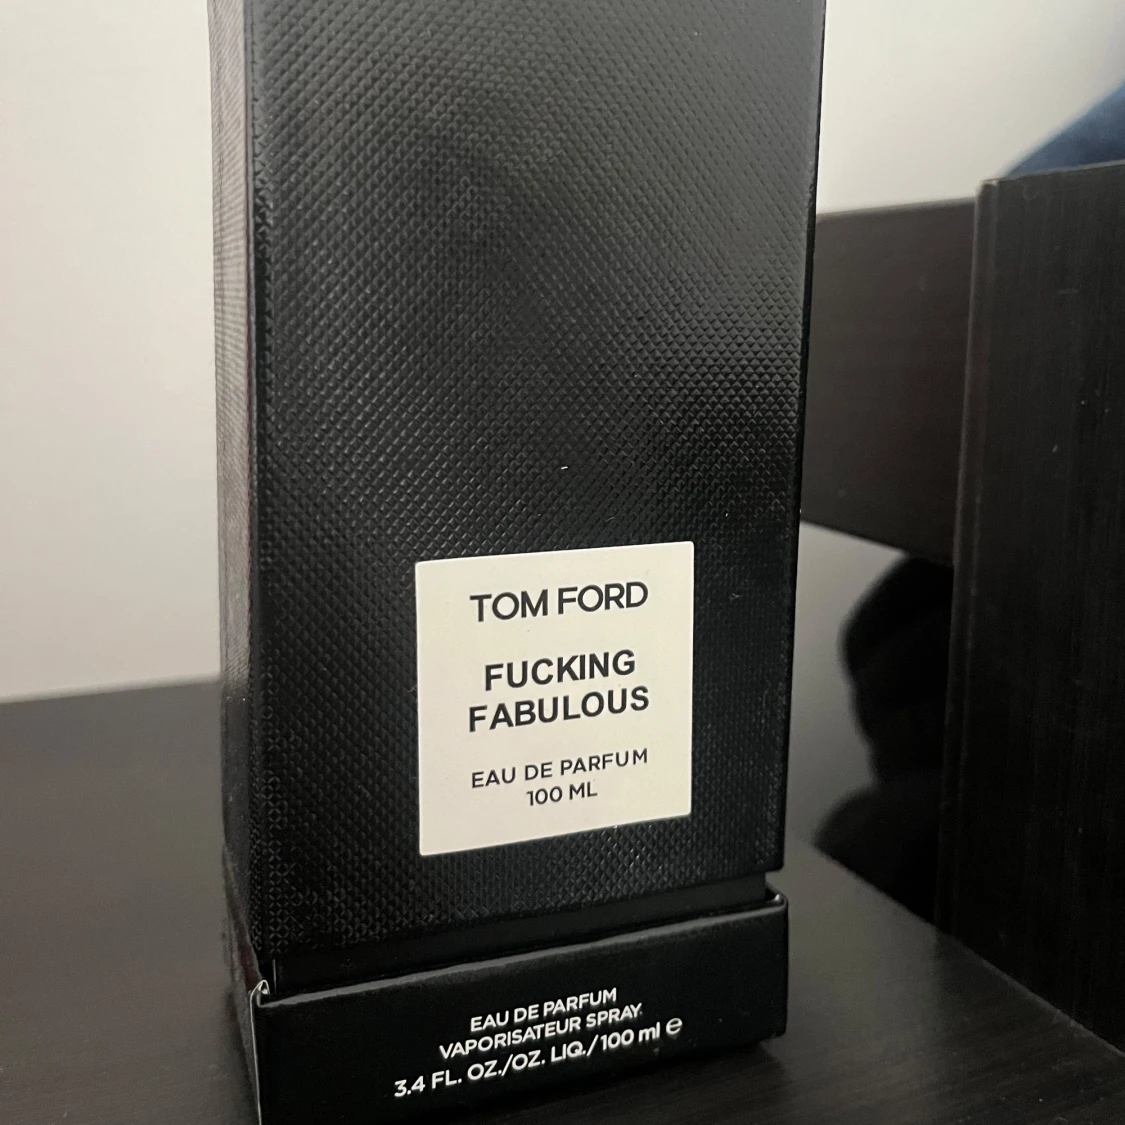 TOM FORD
FUCKING
FABULOUS
EAU DE PARFUM
100 ML
EAU DE PARFUM
VAPORISATEUR SPRAY
3.4 FL. OZ./OZ. LIQ./100 ml ℮